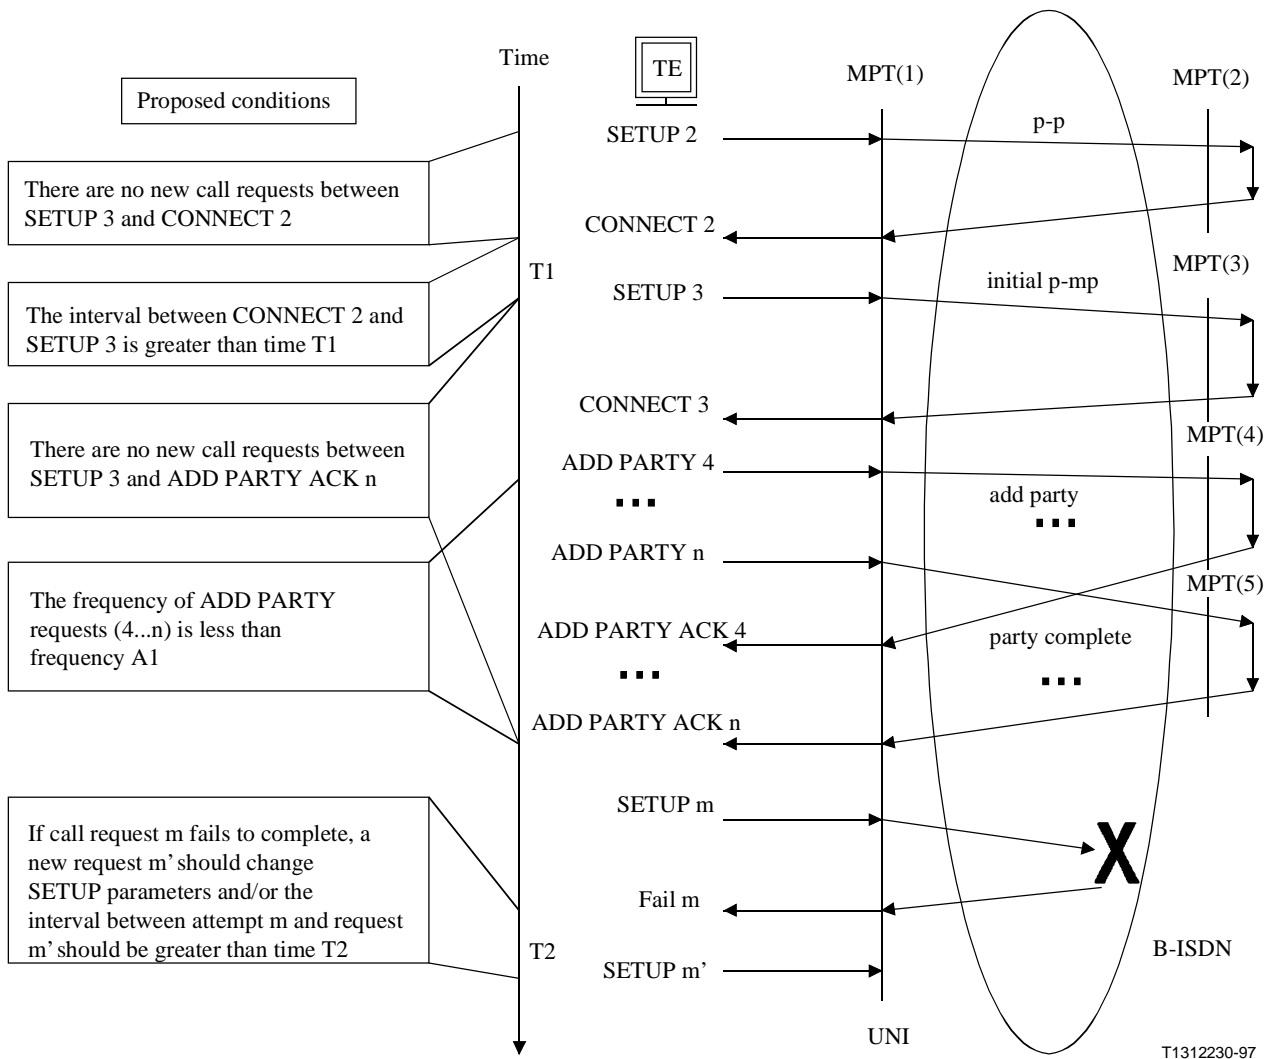 Time
TE
MPT(1)
MPT(2)
Proposed conditions
p-p
SETUP 2
There are no new call requests between
SETUP 3 and CONNECT 2
CONNECT 2
T1
MPT(3)
initial p-mp
SETUP 3
The interval between CONNECT 2 and
SETUP 3 is greater than time T1
CONNECT 3
MPT(4)
There are no new call requests between
SETUP 3 and ADD PARTY ACK n
ADD PARTY 4
...
add party
...
ADD PARTY n
MPT(5)
The frequency of ADD PARTY
requests (4...n) is less than
frequency A1
ADD PARTY ACK 4
...
party complete
...
ADD PARTY ACK n
SETUP m
If call request m fails to complete, a
new request m’ should change
SETUP parameters and/or the
interval between attempt m and request
m’ should be greater than time T2
X
Fail m
T2
SETUP m’
B-ISDN
UNI
T1312230-97